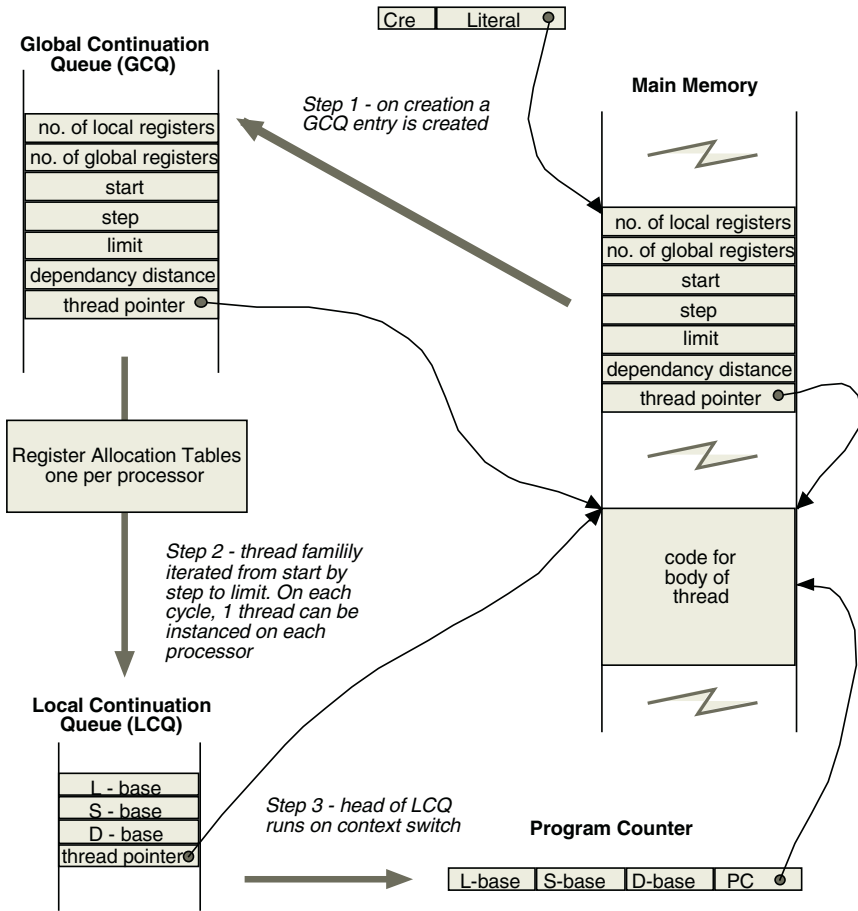 Cre Literal
Global Continuation
Queue (GCQ)
no. of local registers
no. of global registers
start
step
limit
dependancy distance
thread pointer
Step 1 - on creation a
GCQ entry is created
Main Memory
no. of local registers
no. of global registers
start
step
limit
dependancy distance
thread pointer
code for
body of
thread
Register Allocation Tables
one per processor
Step 2 - thread familily
iterated from start by
step to limit. On each
cycle, 1 thread can be
instanced on each
processor
Local Continuation
Queue (LCQ)
L - base
S - base
D - base
thread pointer
Step 3 - head of LCQ
runs on context switch
Program Counter
L-base S-base D-base PC